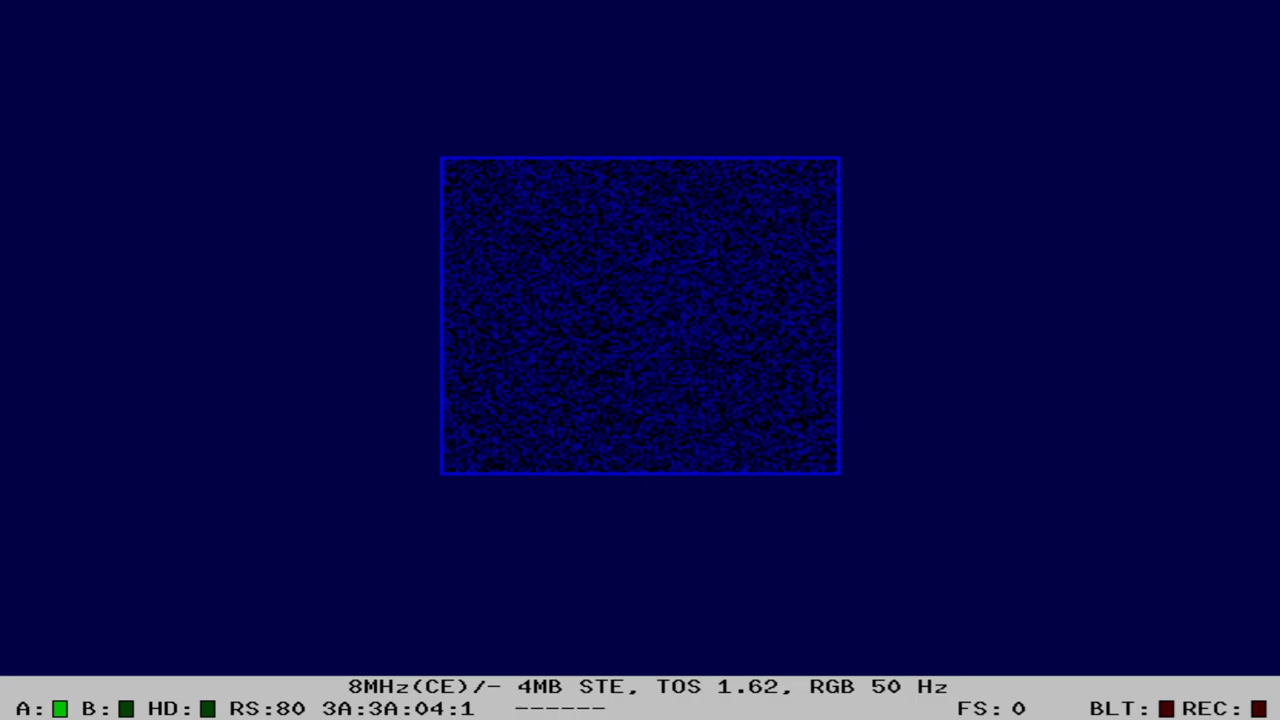 8MHz(CE)/- 4MB STE, TOS 1.62, RGB 50 Hz
A: B: HD: RS:80 3A:3A:04:1 ------ FS: 0 BLT: REC: